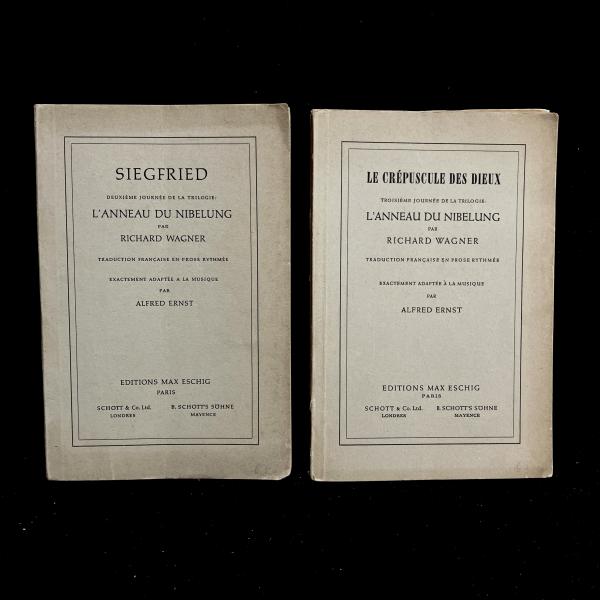 SIEGFRIED
DEUXIÈME JOURNÉE DE LA TRILOGIE:
L'ANNEAU DU NIBELUNG
PAR
RICHARD WAGNER
TRADUCTION FRANÇAISE EN PROSE RYTHMÉE
EXACTEMENT ADAPTÉE A LA MUSIQUE
PAR
ALFRED ERNST
EDITIONS MAX ESCHIG
PARIS
SCHOTT & Co. Ltd. B. SCHOTT'S SÖHNE
LONDRES MAYENCE
LE CRÉPUSCULE DES DIEUX
TROISIÈME JOURNÉE DE LA TRILOGIE:
L'ANNEAU DU NIBELUNG
PAR
RICHARD WAGNER
TRADUCTION FRANÇAISE EN PROSE RYTHMÉE
EXACTEMENT ADAPTÉE À LA MUSIQUE
PAR
ALFRED ERNST
EDITIONS MAX ESCHIG
PARIS
SCHOTT & Co. Ltd. B. SCHOTT'S SÖHNE
LONDRES MAYENCE